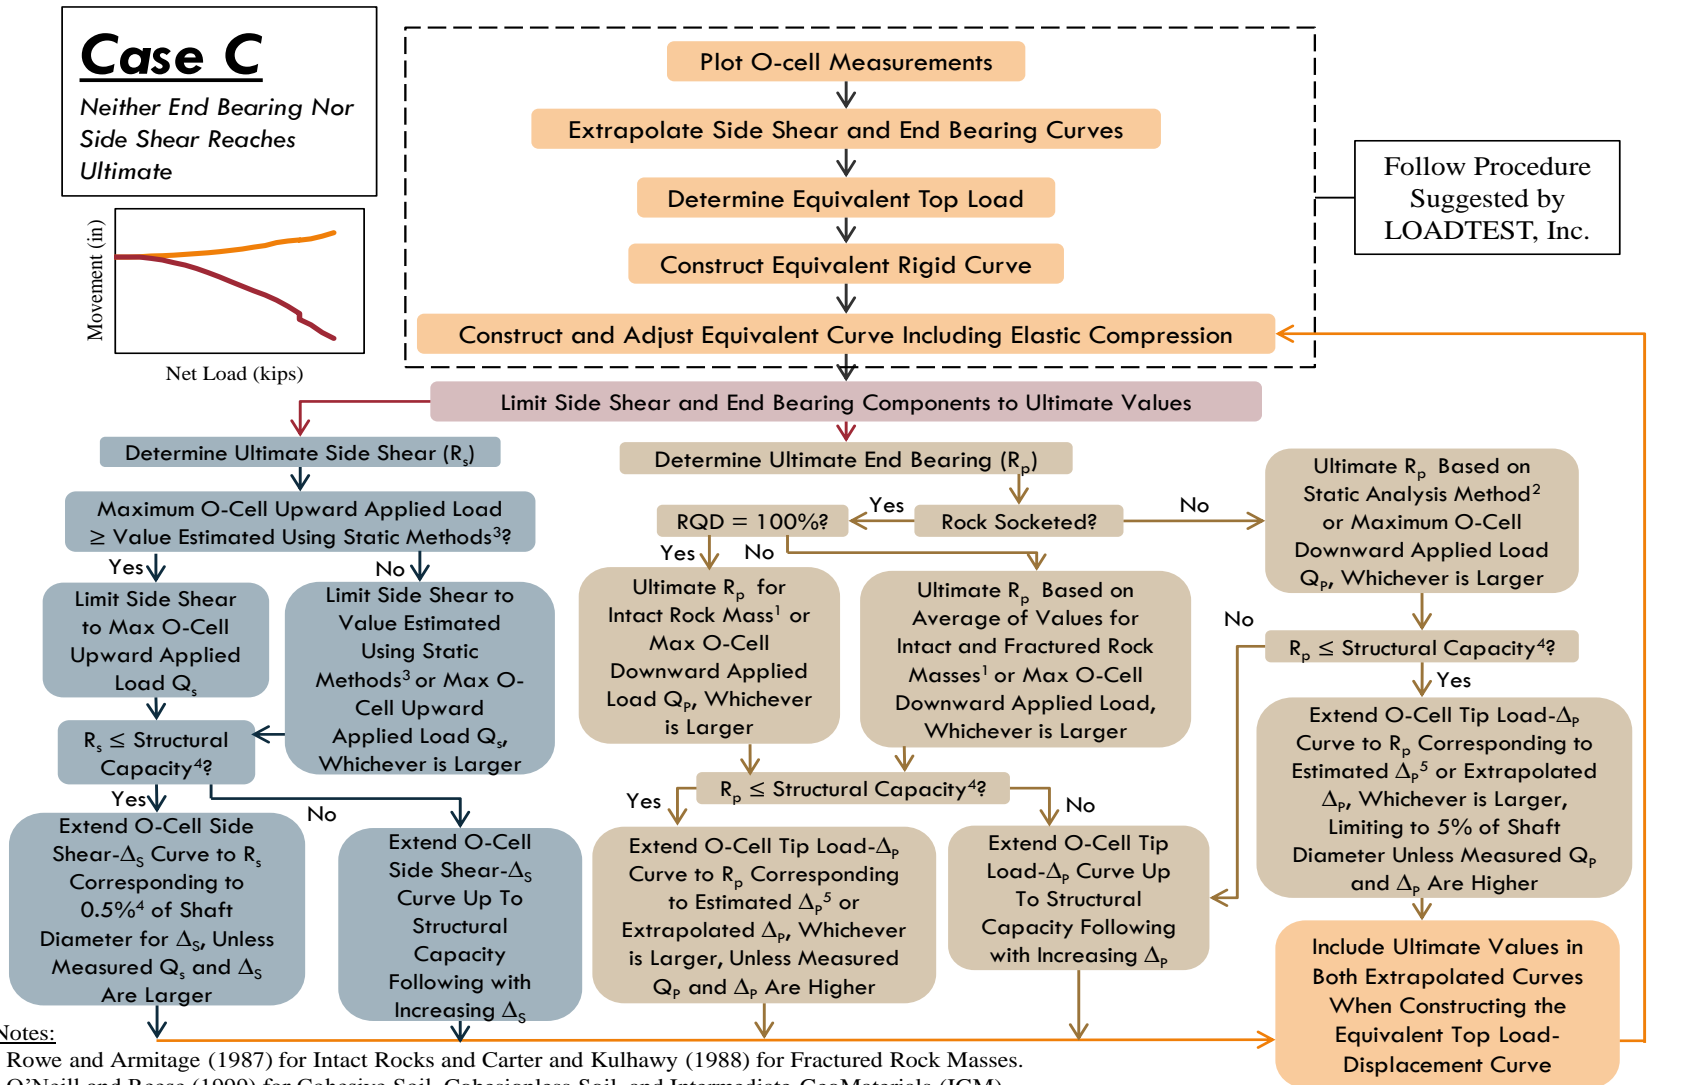 Case C
Neither End Bearing Nor
Side Shear Reaches
Ultimate
Movement (in)
Net Load (kips)
Plot O-cell Measurements
Extrapolate Side Shear and End Bearing Curves
Determine Equivalent Top Load
Construct Equivalent Rigid Curve
Construct and Adjust Equivalent Curve Including Elastic Compression
Follow Procedure
Suggested by
LOADTEST, Inc.
Limit Side Shear and End Bearing Components to Ultimate Values
Determine Ultimate Side Shear (Rs)
Maximum O-Cell Upward Applied Load
≥ Value Estimated Using Static Methods³?
Yes
No
Limit Side Shear
to Max O-Cell
Upward Applied
Load Qs
Limit Side Shear to
Value Estimated
Using Static
Methods³ or Max O-
Cell Upward
Applied Load Qs,
Whichever is Larger
Rs ≤ Structural
Capacity⁴?
Yes
No
Extend O-Cell Side
Shear-ΔS Curve to Rs
Corresponding to
0.5%⁴ of Shaft
Diameter for ΔS, Unless
Measured Qs and ΔS
Are Larger
Extend O-Cell
Side Shear-ΔS
Curve Up To
Structural
Capacity
Following with
Increasing ΔS
Determine Ultimate End Bearing (Rp)
Rock Socketed?
Yes
No
RQD = 100%?
Yes
No
Ultimate Rp for
Intact Rock Mass¹ or
Max O-Cell
Downward Applied
Load QP, Whichever
is Larger
Ultimate Rp Based on
Average of Values for
Intact and Fractured Rock
Masses¹ or Max O-Cell
Downward Applied Load,
Whichever is Larger
Rp ≤ Structural Capacity⁴?
Yes
No
Extend O-Cell Tip Load-ΔP
Curve to Rp Corresponding
to Estimated ΔP⁵ or
Extrapolated ΔP, Whichever
is Larger, Unless Measured
QP and ΔP Are Higher
Extend O-Cell Tip
Load-ΔP Curve Up
To Structural
Capacity Following
with Increasing ΔP
Ultimate Rp Based on
Static Analysis Method²
or Maximum O-Cell
Downward Applied Load
QP, Whichever is Larger
Rp ≤ Structural Capacity⁴?
No
Yes
Extend O-Cell Tip Load-ΔP
Curve to Rp Corresponding to
Estimated ΔP⁵ or Extrapolated
ΔP, Whichever is Larger,
Limiting to 5% of Shaft
Diameter Unless Measured QP
and ΔP Are Higher
Include Ultimate Values in
Both Extrapolated Curves
When Constructing the
Equivalent Top Load-
Displacement Curve
Notes:
Rowe and Armitage (1987) for Intact Rocks and Carter and Kulhawy (1988) for Fractured Rock Masses.
O'Neill and Reese (1999) for Cohesive Soil, Cohesionless Soil, and Intermediate GeoMaterials (IGM)